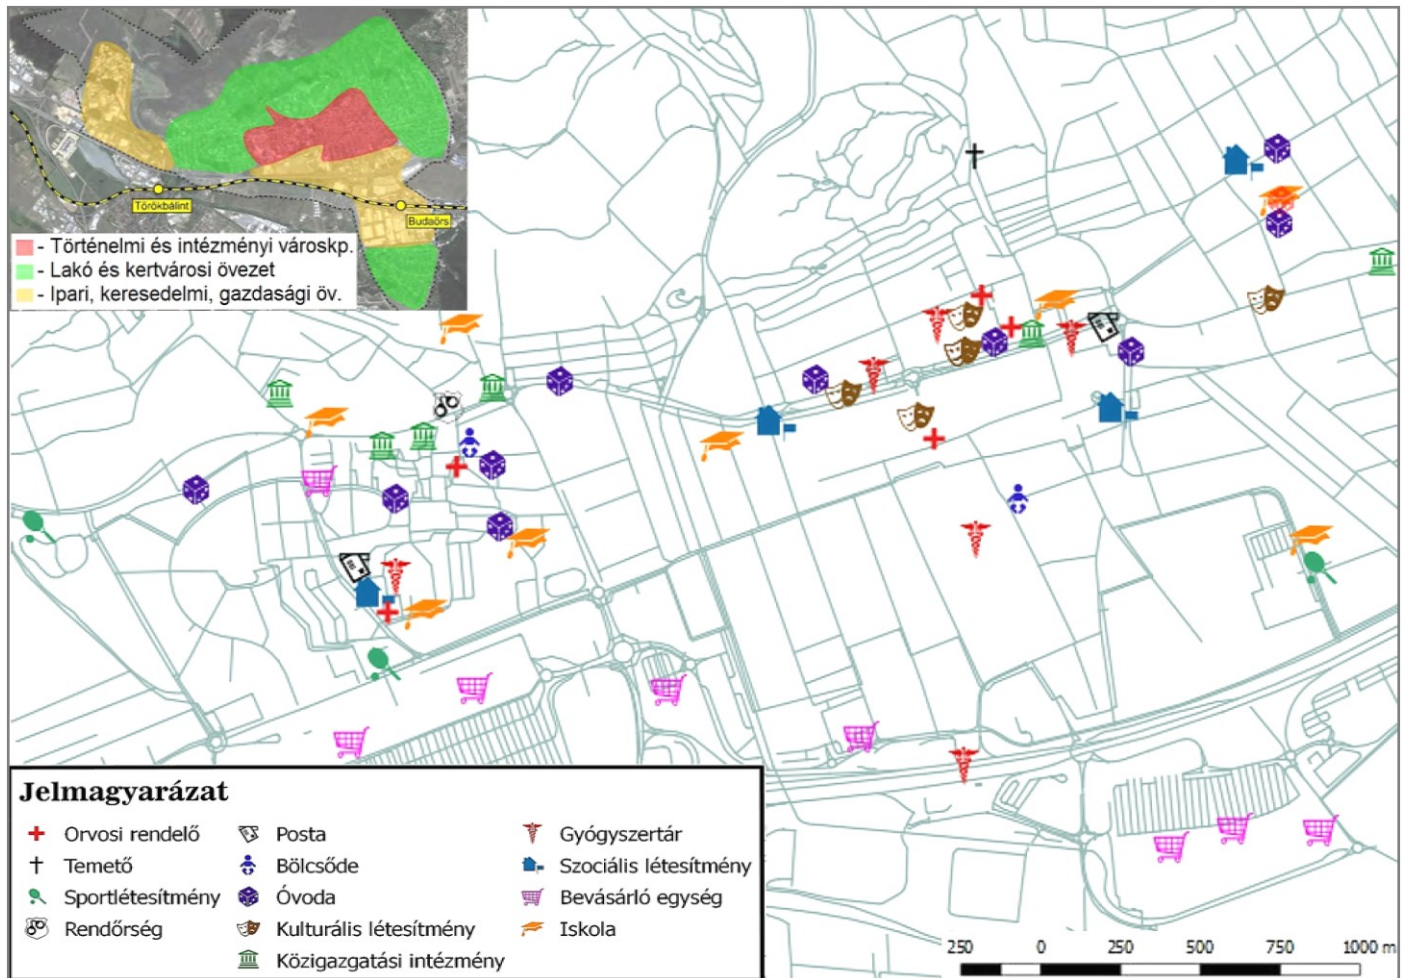 Törökbálint
Budaörs
- Történelmi és intézményi városkp.
- Lakó és kertvárosi övezet
- Ipari, keresedelmi, gazdasági öv.
Jelmagyarázat
Orvosi rendelő
Posta
Gyógyszertár
Temető
Bölcsőde
Szociális létesítmény
Sportlétesítmény
Óvoda
Bevásárló egység
Rendőrség
Kulturális létesítmény
Iskola
Közigazgatási intézmény
250 0 250 500 750 1000 m